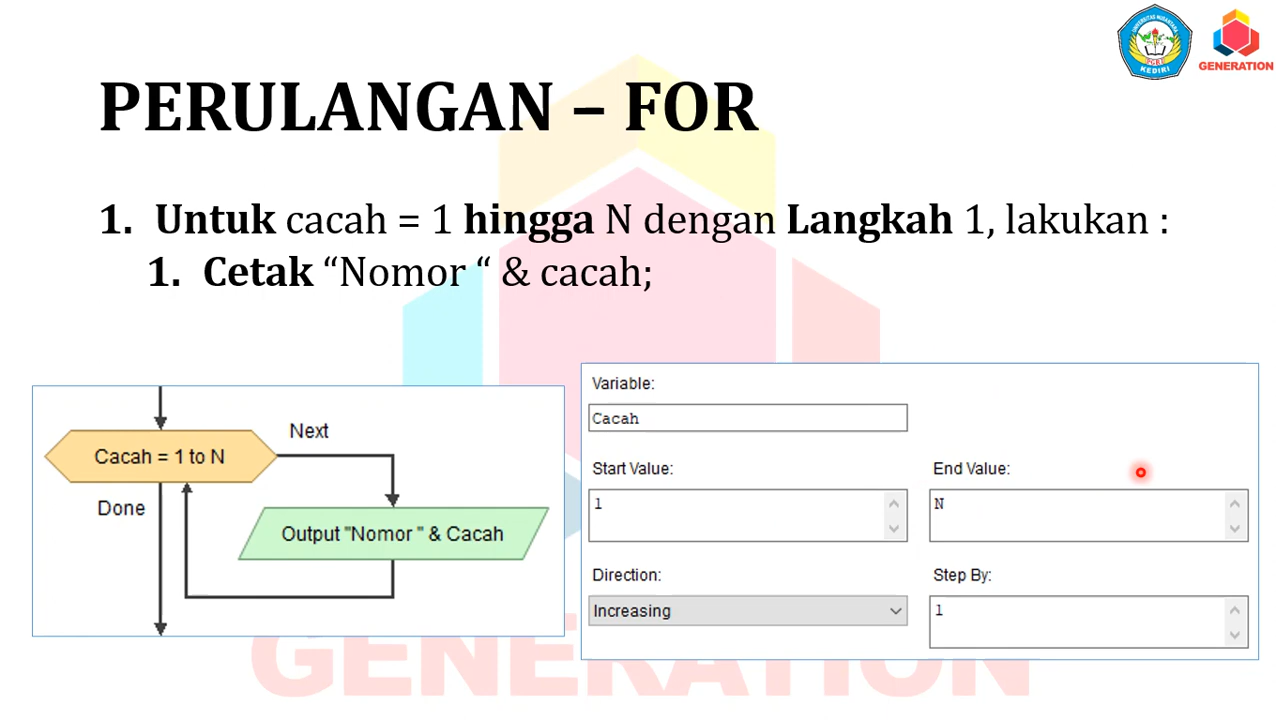 GENERATION
KEDIRI
PERULANGAN – FOR
1. Untuk cacah = 1 hingga N dengan Langkah 1, lakukan :
1. Cetak “Nomor “ & cacah;
Cacah = 1 to N
Next
Done
Output "Nomor " & Cacah
Variable:
Cacah
Start Value:
1
End Value:
N
Direction:
Increasing
Step By:
1
GENERATION